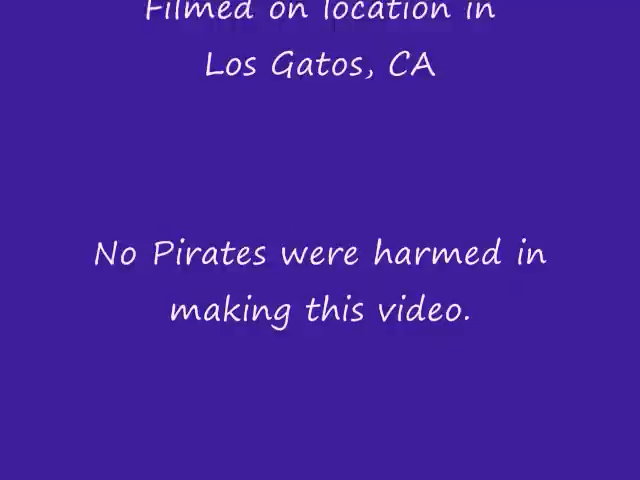 Filmed on location in
Los Gatos, CA
No Pirates were harmed in
making this video.